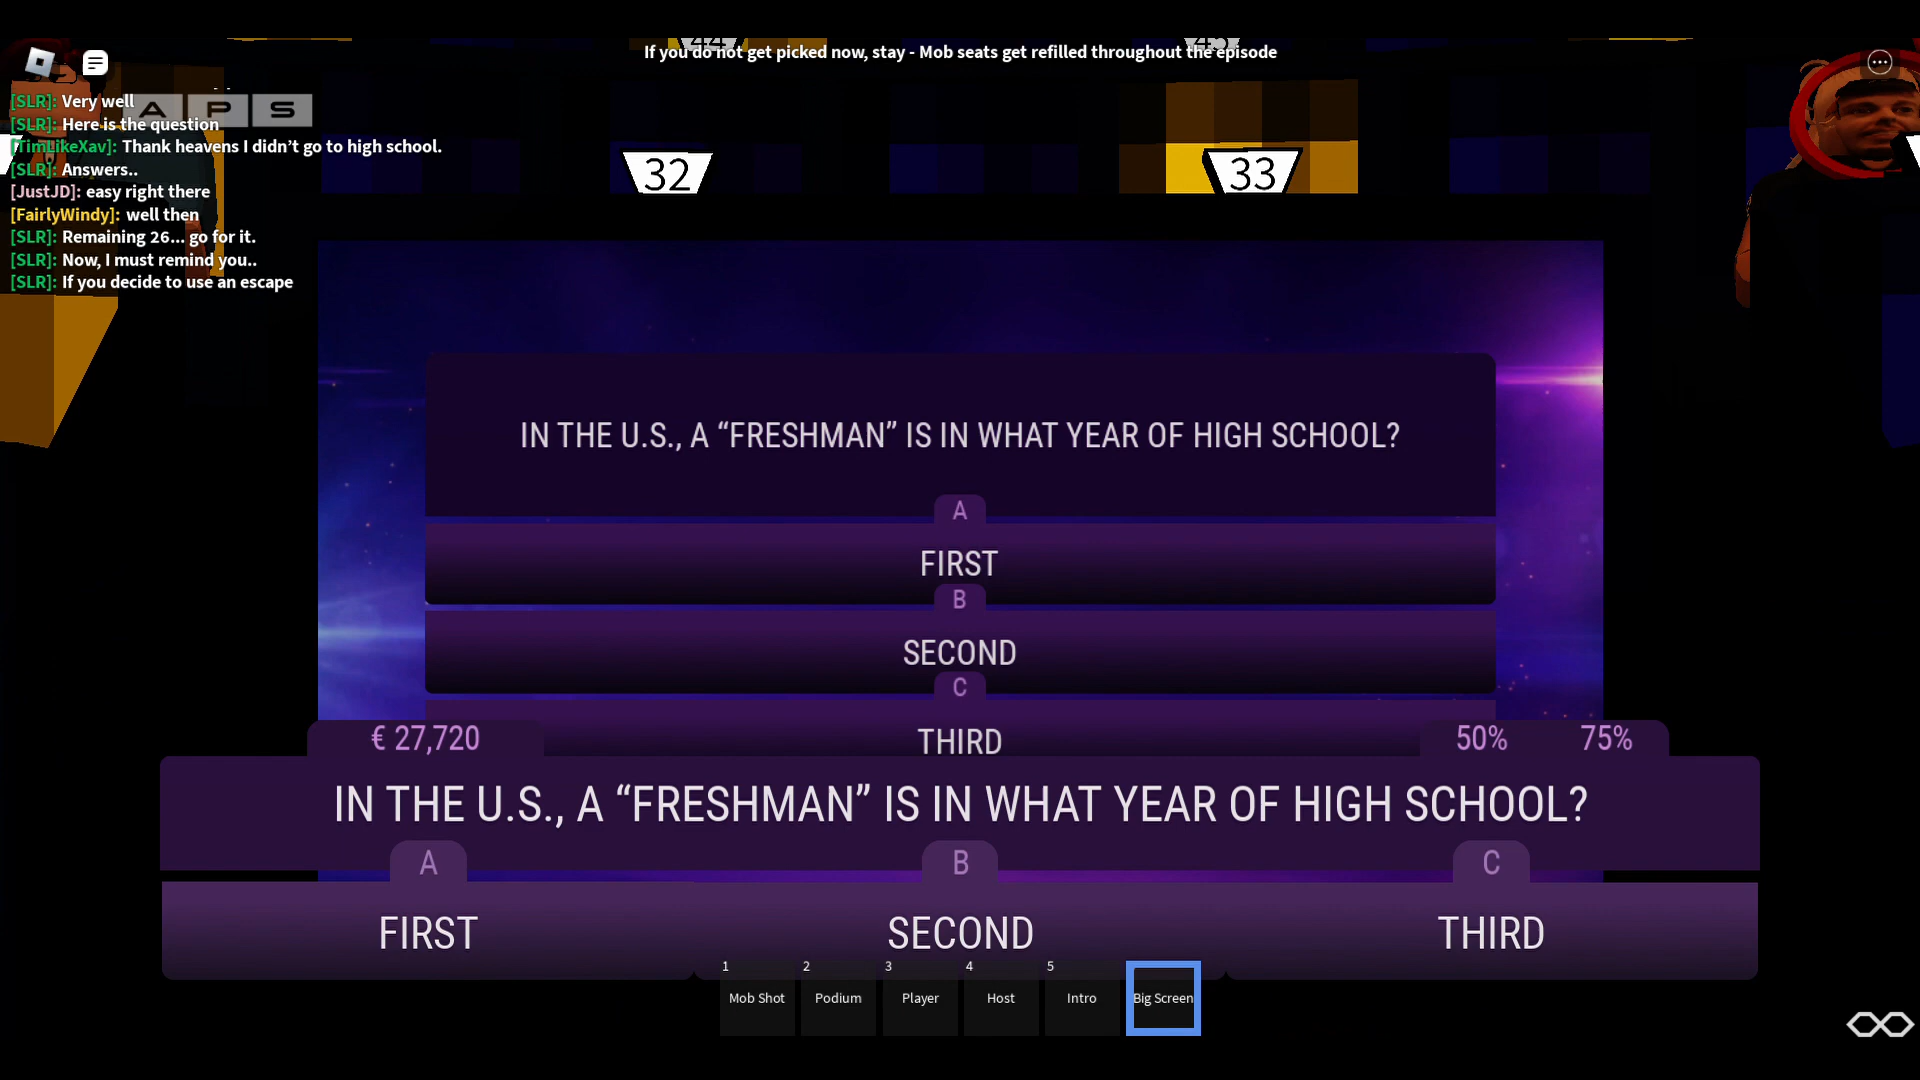 If you do not get picked now, stay - Mob seats get refilled throughout the episode
A P S
[SLR]: Very well
[SLR]: Here is the question
[TimLikeXav]: Thank heavens I didn’t go to high school.
[SLR]: Answers..
[JustJD]: easy right there
[FairlyWindy]: well then
[SLR]: Remaining 26... go for it.
[SLR]: Now, I must remind you..
[SLR]: If you decide to use an escape
32
33
IN THE U.S., A “FRESHMAN” IS IN WHAT YEAR OF HIGH SCHOOL?
A
FIRST
B
SECOND
C
THIRD
€ 27,720
50% 75%
IN THE U.S., A “FRESHMAN” IS IN WHAT YEAR OF HIGH SCHOOL?
A B C
FIRST SECOND THIRD
1 2 3 4 5
Mob Shot Podium Player Host Intro Big Screen